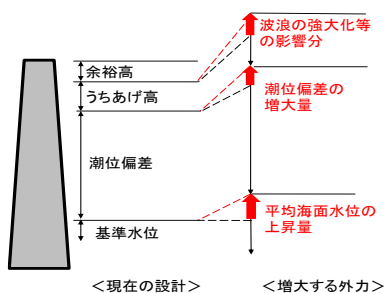 波浪の強大化等
の影響分
余裕高
うちあげ高
潮位偏差の
増大量
潮位偏差
平均海面水位の
上昇量
基準水位
＜現在の設計＞
＜増大する外力＞